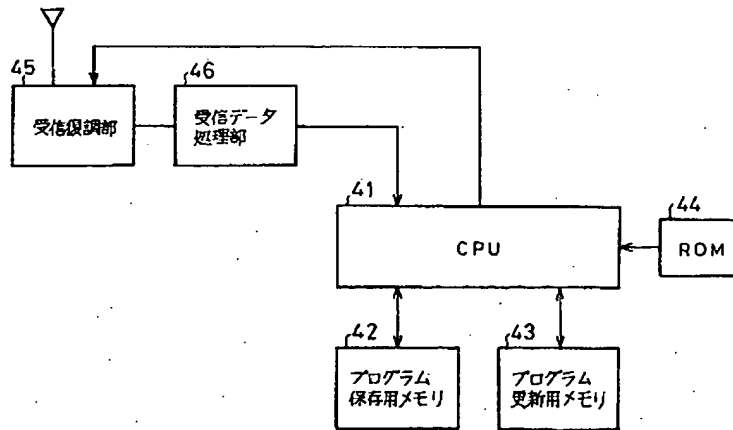 45
受信復調部
46
受信データ
処理部
41
CPU
44
ROM
42
プログラム
保存用メモリ
43
プログラム
更新用メモリ